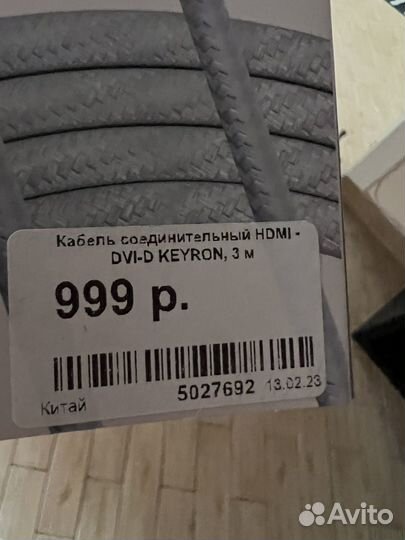 Кабель соединительный HDMI -
DVI-D KEYRON, 3 м
999 р.
5027692 13.02.23
Китай
Avito